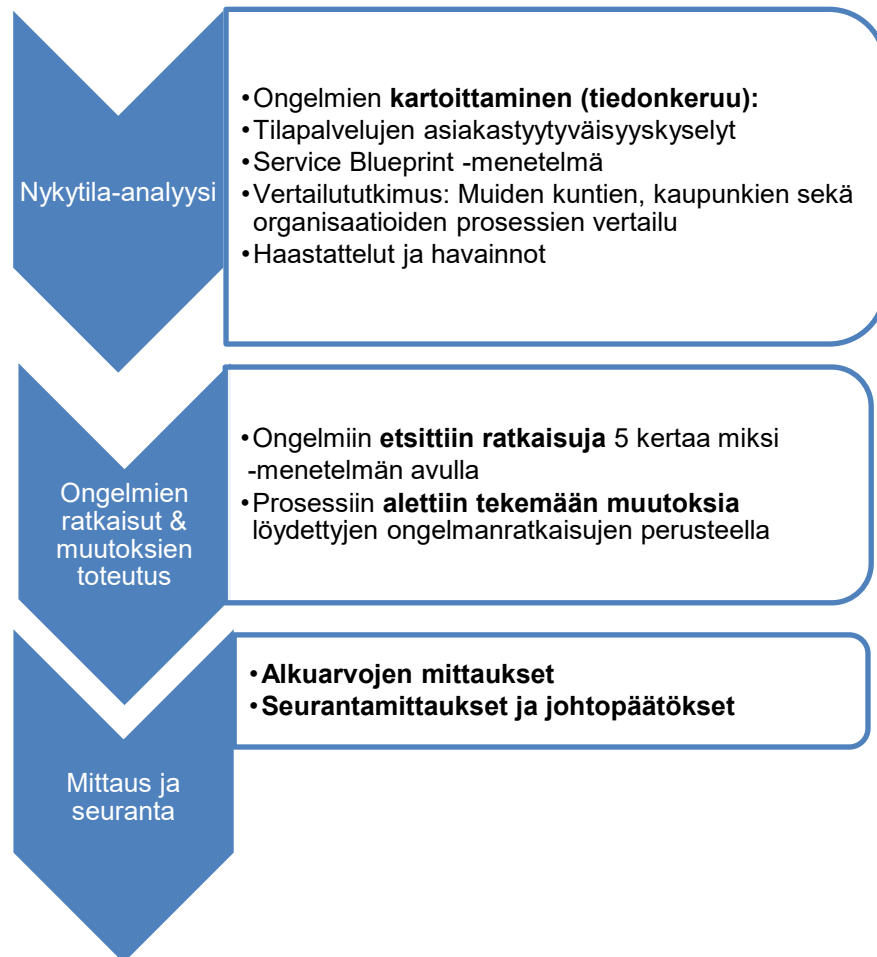 Nykytila-analyysi
•Ongelmien kartoittaminen (tiedonkeruu):
•Tilapalvelujen asiakastyytyväisyyskyselyt
•Service Blueprint -menetelmä
•Vertailututkimus: Muiden kuntien, kaupunkien sekä
organisaatioiden prosessien vertailu
•Haastattelut ja havainnot
Ongelmien
ratkaisut &
muutoksien
toteutus
•Ongelmiin etsittiin ratkaisuja 5 kertaa miksi
-menetelmän avulla
•Prosessiin alettiin tekemään muutoksia
löydettyjen ongelmanratkaisujen perusteella
Mittaus ja
seuranta
•Alkuarvojen mittaukset
•Seurantamittaukset ja johtopäätökset